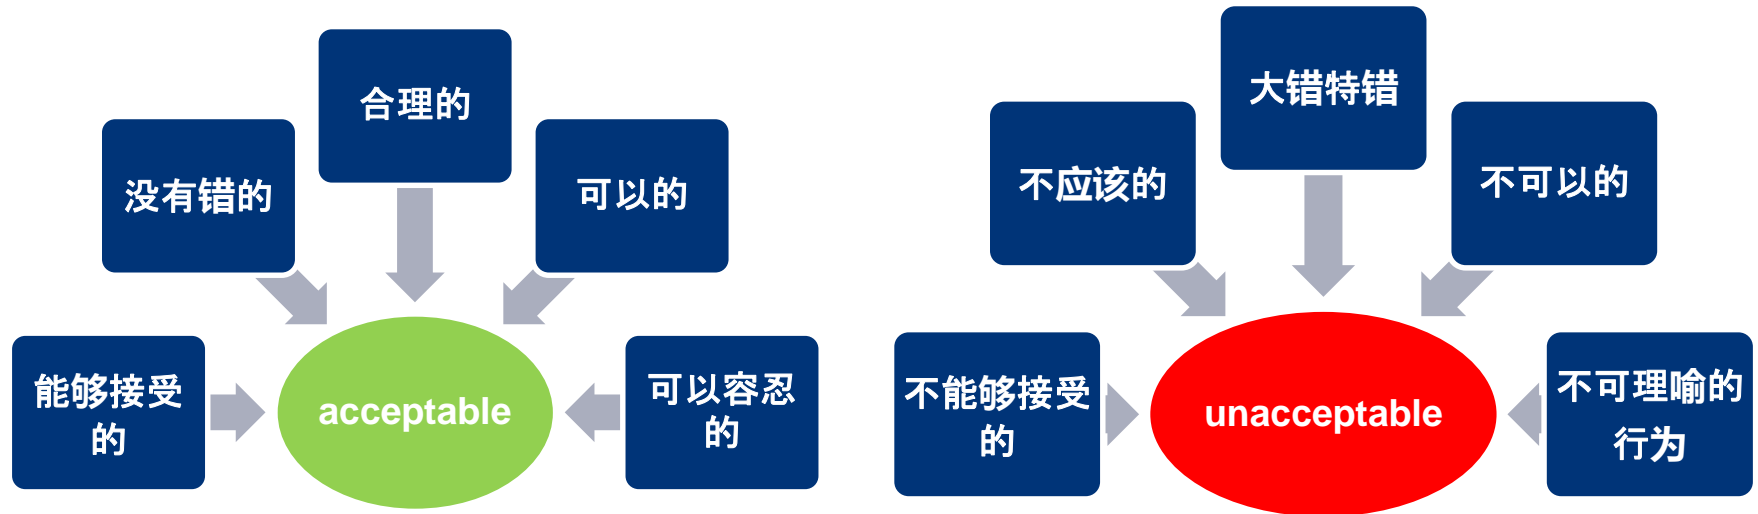 合理的
没有错的
可以的
能够接受
的
acceptable
可以容忍
的
大错特错
不应该的
不可以的
不能够接受
的
unacceptable
不可理喻的
行为